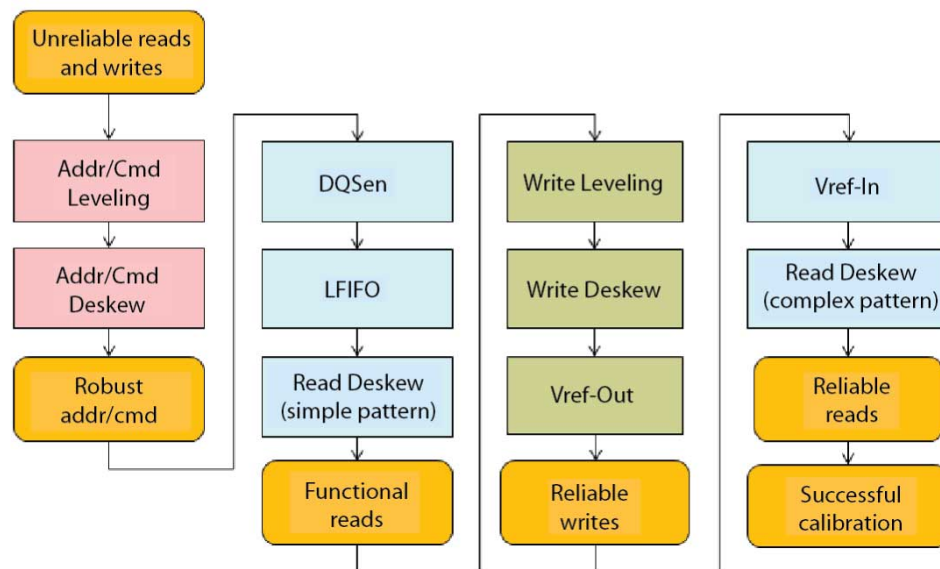 Unreliable reads
and writes
Addr/Cmd
Leveling
Addr/Cmd
Deskew
Robust
addr/cmd
DQSen
LFIFO
Read Deskew
(simple pattern)
Functional
reads
Write Leveling
Write Deskew
Vref-Out
Reliable
writes
Vref-In
Read Deskew
(complex pattern)
Reliable
reads
Successful
calibration